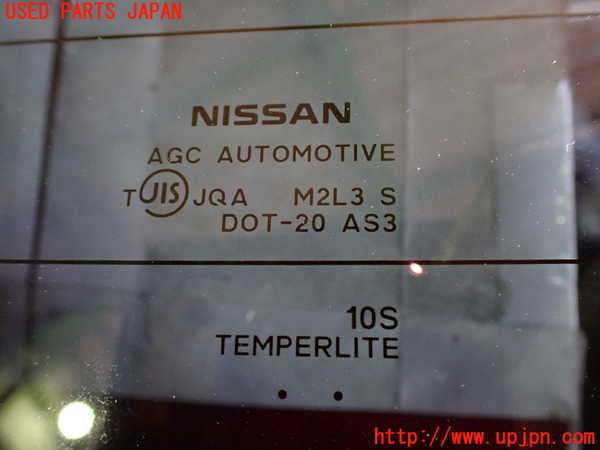 USED PARTS JAPAN
NISSAN
AGC AUTOMOTIVE
T JIS JQA M2L3 S
DOT-20 AS3
10S
TEMPERLITE
http://www.upjpn.com/